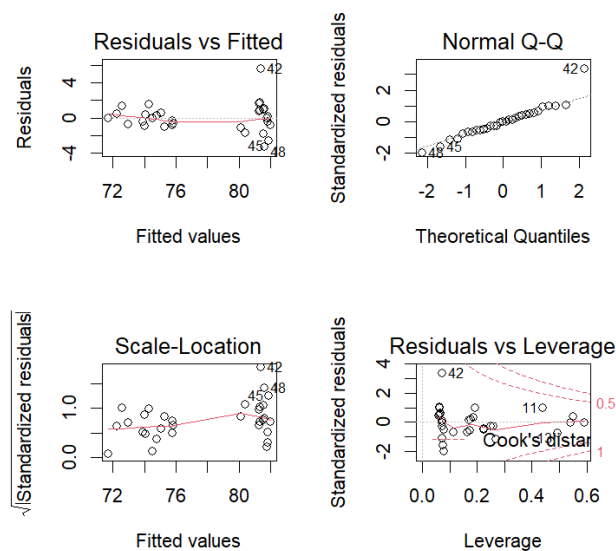 Residuals vs Fitted
Residuals
-4 0 4
42
45
48
72 76 80
Fitted values
Normal Q-Q
Standardized residuals
-2 0 2
42
48
45
-2 -1 0 1 2
Theoretical Quantiles
Scale-Location
√|Standardized residuals|
0.0 1.0
42
45
48
72 76 80
Fitted values
Residuals vs Leverage
Standardized residuals
-2 0 2 4
42
11
0.5
Cook's distan
1
0.0 0.2 0.4 0.6
Leverage